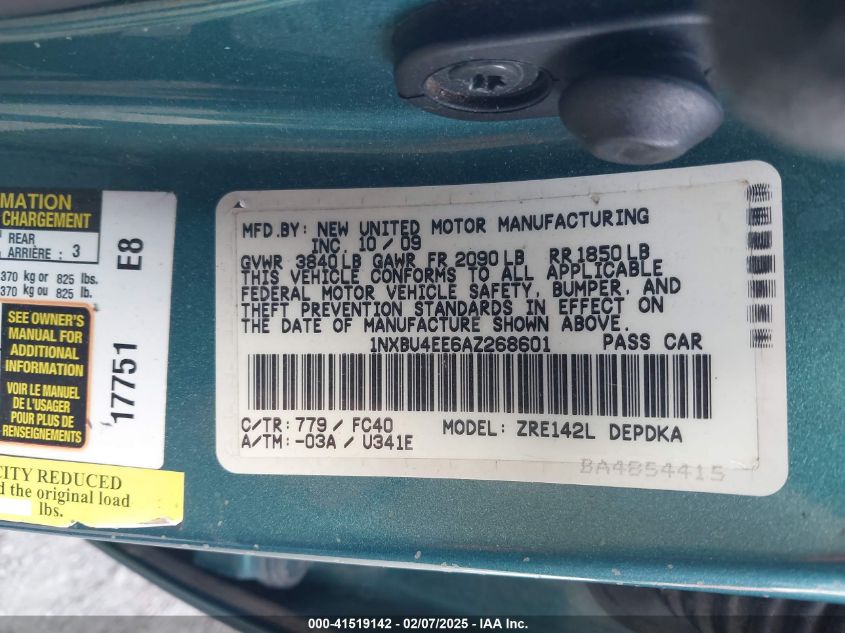 MATION
CHARGEMENT
REAR
ARRIÈRE : 3
370 kg or 825 lbs.
370 kg ou 825 lb.
SEE OWNER'S
MANUAL FOR
ADDITIONAL
INFORMATION
VOIR LE MANUEL
DE L'USAGER
POUR PLUS DE
RENSEIGNEMENTS
17751 E8
CITY REDUCED
d the original load
lbs.
MFD.BY: NEW UNITED MOTOR MANUFACTURING
INC. 10 / 09
GVWR 3840 LB GAWR FR 2090 LB RR 1850 LB
THIS VEHICLE CONFORMS TO ALL APPLICABLE
FEDERAL MOTOR VEHICLE SAFETY, BUMPER, AND
THEFT PREVENTION STANDARDS IN EFFECT ON
THE DATE OF MANUFACTURE SHOWN ABOVE.
1NXBU4EE6AZ268601 PASS CAR
C/TR: 779 / FC40 MODEL: ZRE142L DEPDKA
A/TM: -03A / U341E
BA4854415
000-41519142 - 02/07/2025 - IAA Inc.